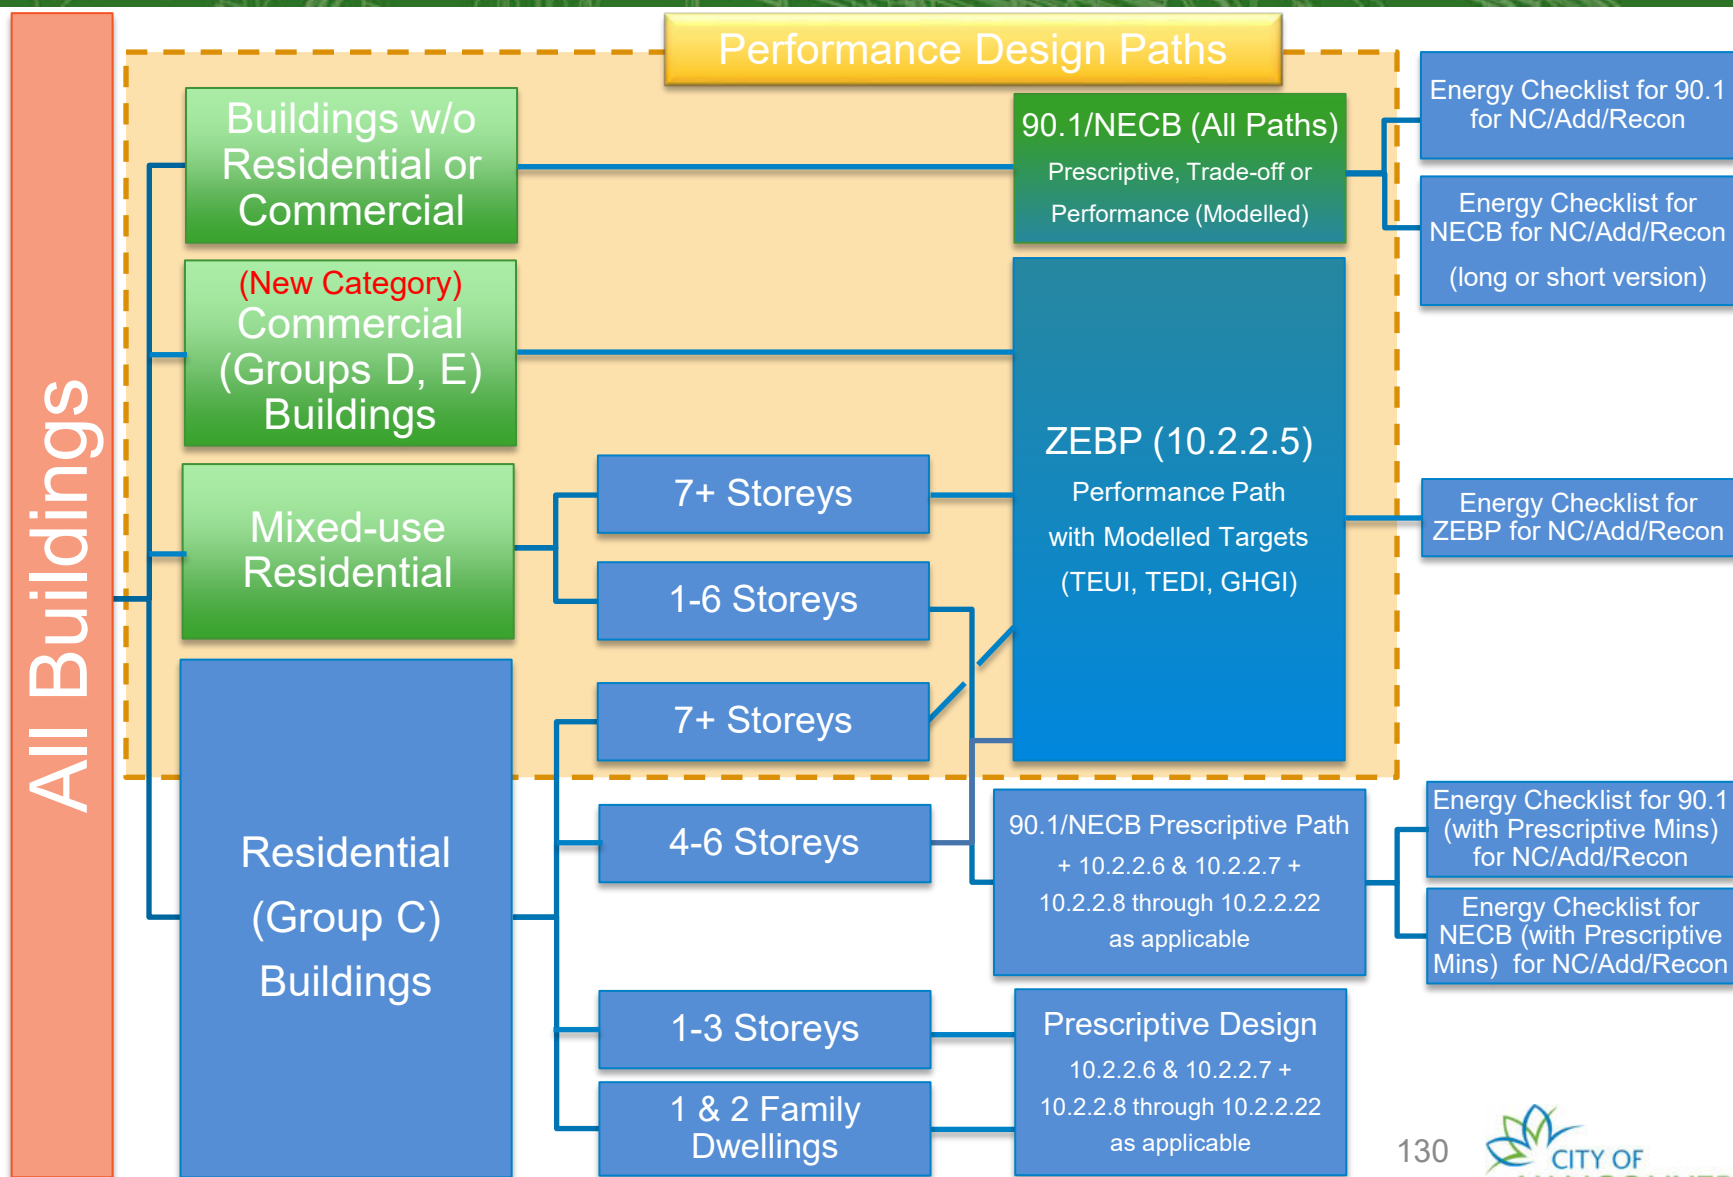 Performance Design Paths
All Buildings
Buildings w/o
Residential or
Commercial
(New Category)
Commercial
(Groups D, E)
Buildings
Mixed-use
Residential
Residential
(Group C)
Buildings
7+ Storeys
1-6 Storeys
7+ Storeys
4-6 Storeys
1-3 Storeys
1 & 2 Family
Dwellings
90.1/NECB (All Paths)
Prescriptive, Trade-off or
Performance (Modelled)
ZEBP (10.2.2.5)
Performance Path
with Modelled Targets
(TEUI, TEDI, GHGI)
90.1/NECB Prescriptive Path
+ 10.2.2.6 & 10.2.2.7 +
10.2.2.8 through 10.2.2.22
as applicable
Prescriptive Design
10.2.2.6 & 10.2.2.7 +
10.2.2.8 through 10.2.2.22
as applicable
Energy Checklist for 90.1
for NC/Add/Recon
Energy Checklist for
NECB for NC/Add/Recon
(long or short version)
Energy Checklist for
ZEBP for NC/Add/Recon
Energy Checklist for 90.1
(with Prescriptive Mins)
for NC/Add/Recon
Energy Checklist for
NECB (with Prescriptive
Mins) for NC/Add/Recon
130
CITY OF